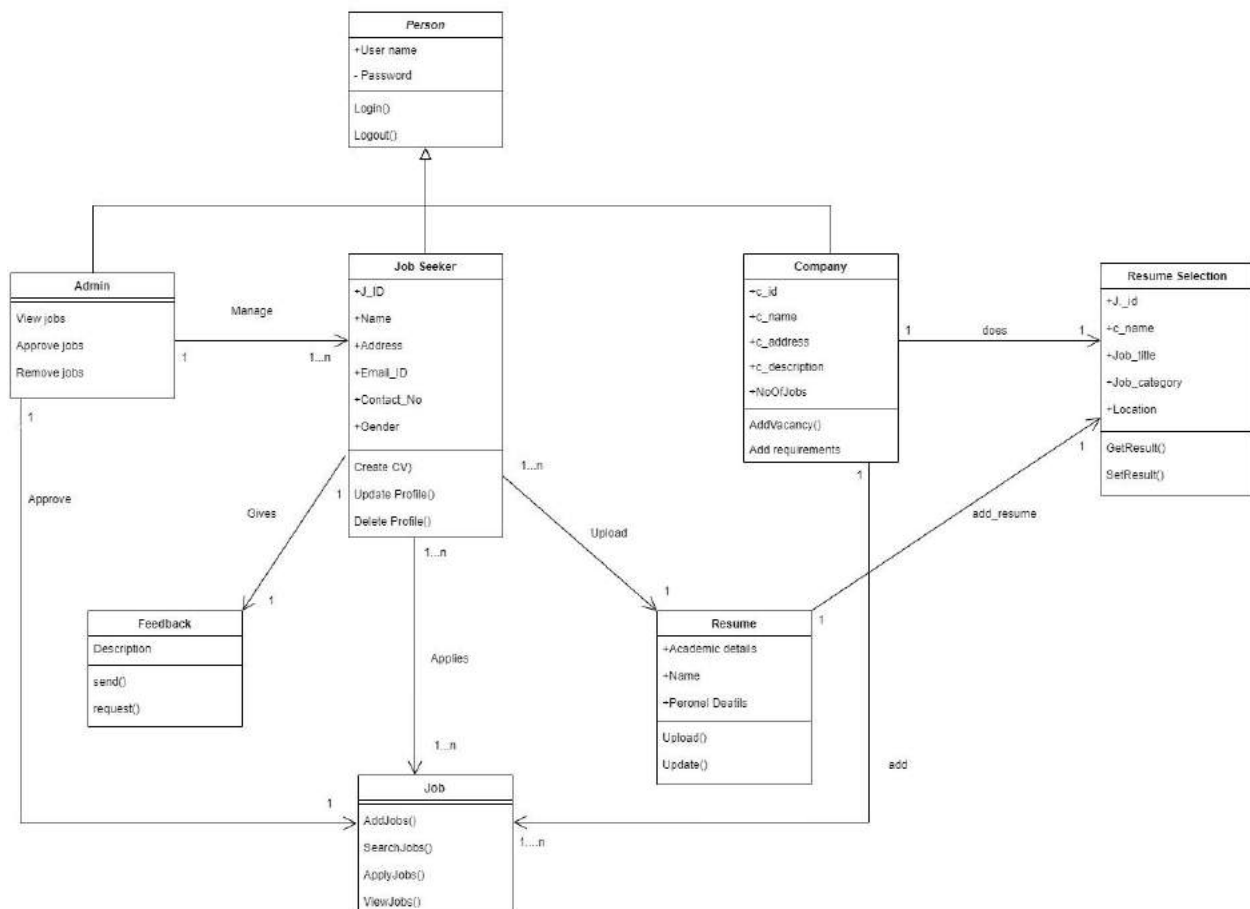 Person
+User name
- Password
Login()
Logout()
Admin
View jobs
Approve jobs
Remove jobs
Manage
1
1...n
Job Seeker
+J_ID
+Name
+Address
+Email_ID
+Contact_No
+Gender
Create CV)
Update Profile()
Delete Profile()
Company
+c_id
+c_name
+c_address
+c_description
+NoOfJobs
AddVacancy()
Add requirements
1
does
1
Resume Selection
+J._id
+c_name
+Job_title
+Job_category
+Location
GetResult()
SetResult()
1
Approve
1
Gives
1
1
1...n
Upload
1
1...n
Applies
1...n
1
add_resume
1
1
add
1....n
Feedback
Description
send()
request()
Resume
+Academic details
+Name
+Peronel Deatils
Upload()
Update()
Job
AddJobs()
SearchJobs()
ApplyJobs()
ViewJobs()